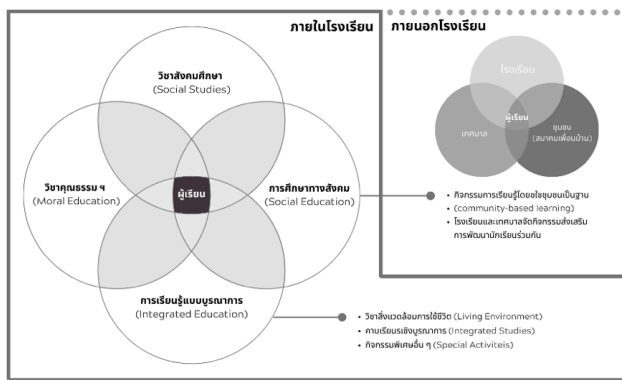 ภายในโรงเรียน
ภายนอกโรงเรียน
วิชาสังคมศึกษา
(Social Studies)
วิชาคุณธรรม ฯ
(Moral Education)
ผู้เรียน
การศึกษาทางสังคม
(Social Education)
การเรียนรู้แบบบูรณาการ
(Integrated Education)
โรงเรียน
ผู้เรียน
เทศบาล
ชุมชน
(สมาคมเพื่อนบ้าน)
• กิจกรรมการเรียนรู้โดยใช้ชุมชนเป็นฐาน
• (community-based learning)
• โรงเรียนและเทศบาลจัดกิจกรรมส่งเสริม
การพัฒนานักเรียนร่วมกัน
• วิชาสิ่งแวดล้อมการใช้ชีวิต (Living Environment)
• คาบเรียนเชิงบูรณาการ (Integrated Studies)
• กิจกรรมพิเศษอื่น ๆ (Special Activiteis)